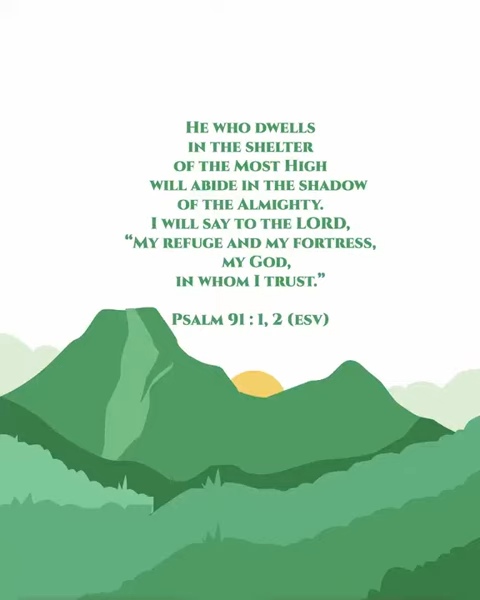 He who dwells
in the shelter
of the Most High
will abide in the shadow
of the Almighty.
I will say to the LORD,
“My refuge and my fortress,
my God,
in whom I trust.”
Psalm 91 : 1, 2 (esv)